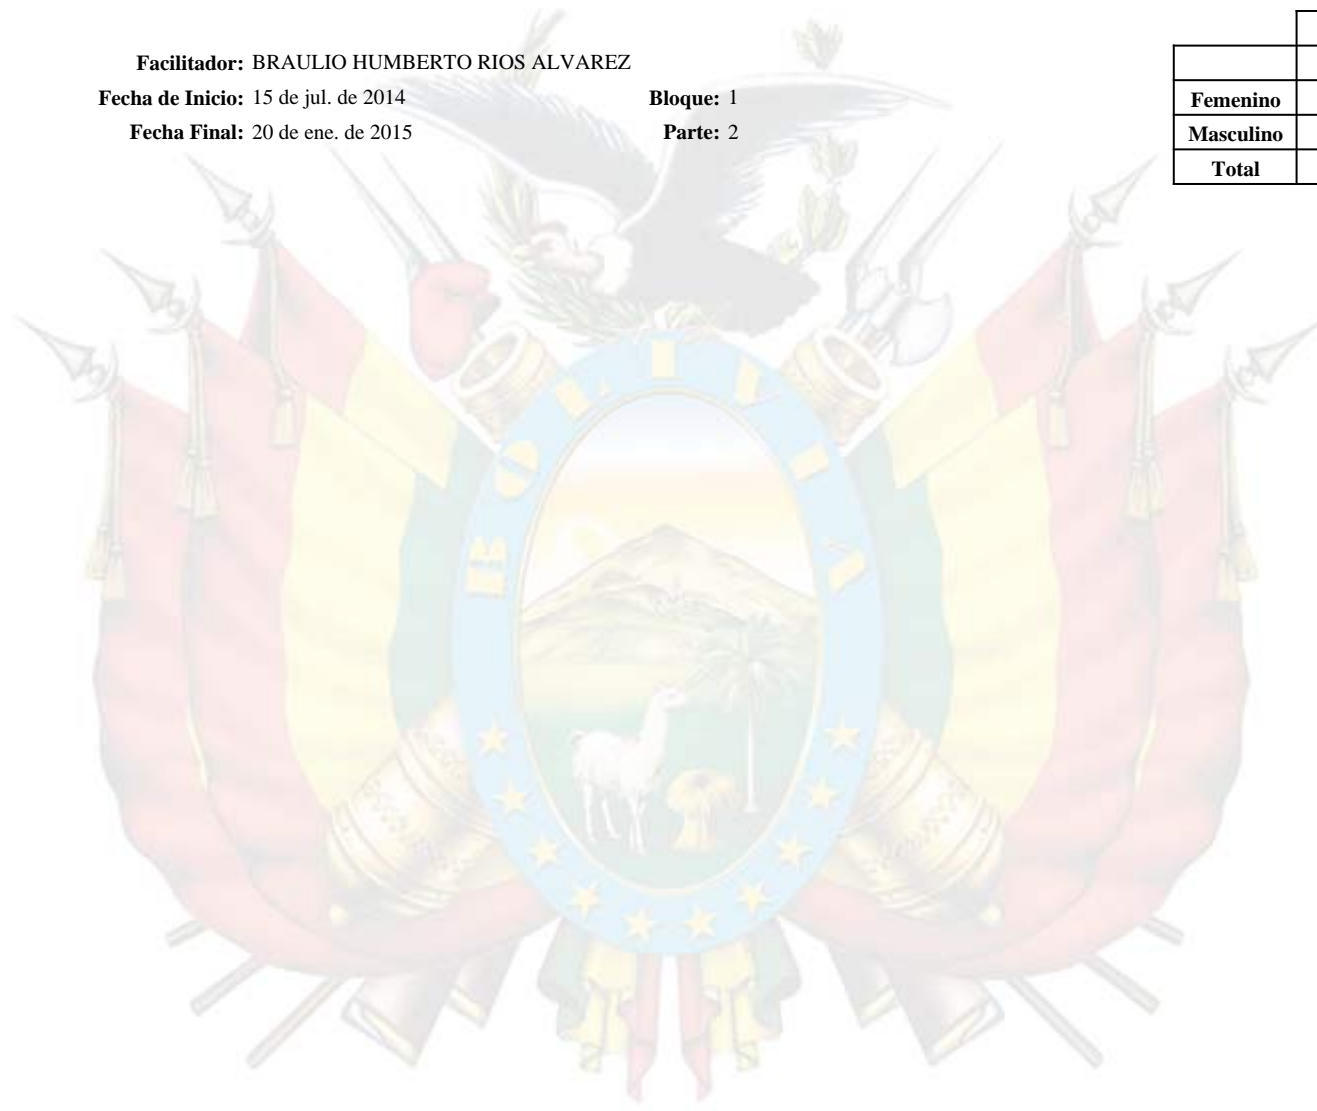 Facilitador: BRAULIO HUMBERTO RIOS ALVAREZ
Fecha de Inicio: 15 de jul. de 2014 Bloque: 1
Fecha Final: 20 de ene. de 2015 Parte: 2
Femenino
Masculino
Total
BOLIVIA